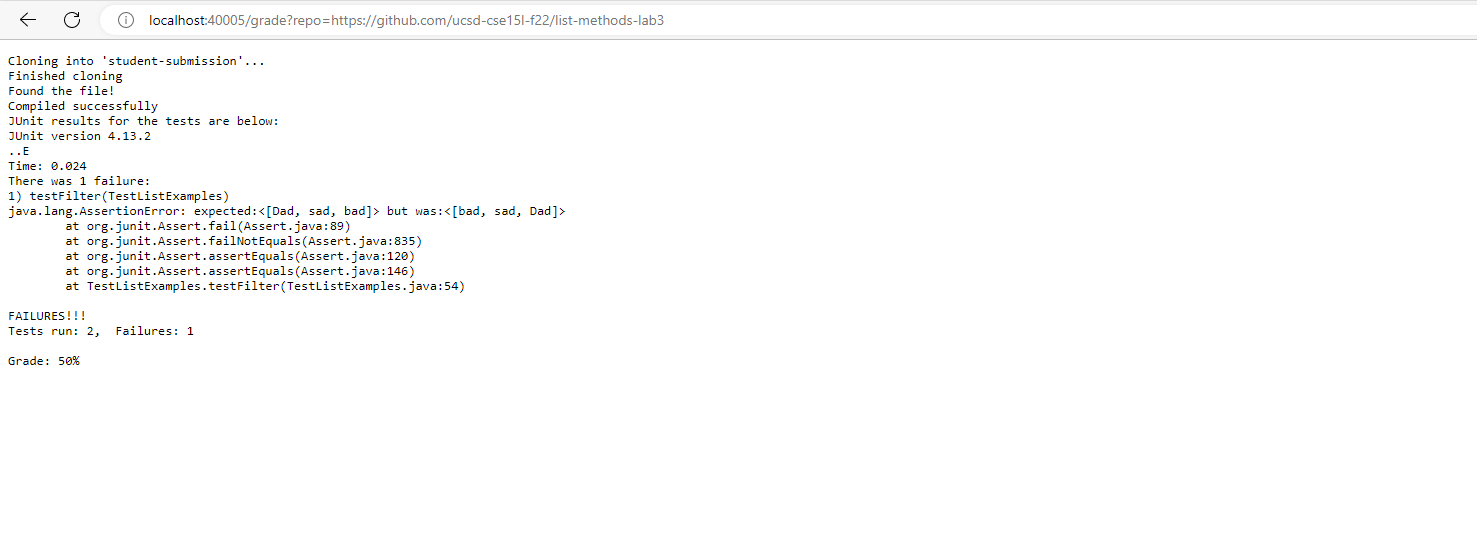 localhost:40005/grade?repo=https://github.com/ucsd-cse15l-f22/list-methods-lab3
Cloning into 'student-submission'...
Finished cloning
Found the file!
Compiled successfully
JUnit results for the tests are below:
JUnit version 4.13.2
..E
Time: 0.024
There was 1 failure:
1) testFilter(TestListExamples)
java.lang.AssertionError: expected:<[Dad, sad, bad]> but was:<[bad, sad, Dad]>
at org.junit.Assert.fail(Assert.java:89)
at org.junit.Assert.failNotEquals(Assert.java:835)
at org.junit.Assert.assertEquals(Assert.java:120)
at org.junit.Assert.assertEquals(Assert.java:146)
at TestListExamples.testFilter(TestListExamples.java:54)
FAILURES!!!
Tests run: 2,  Failures: 1
Grade: 50%